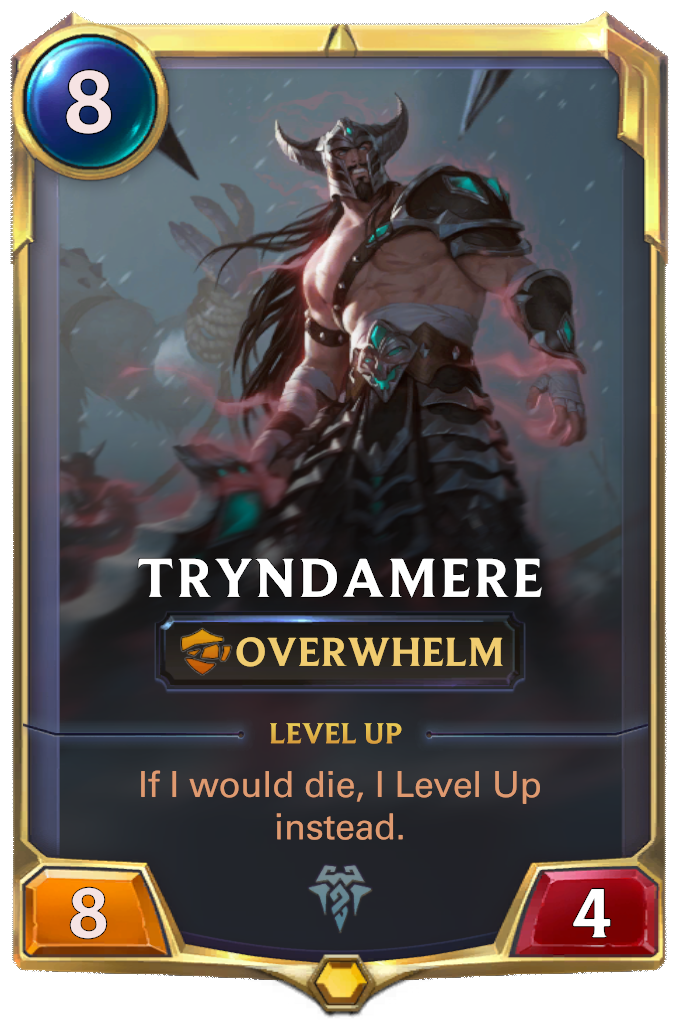 8
TRYNDAMERE
OVERWHELM
LEVEL UP
If I would die, I Level Up
instead.
8
4